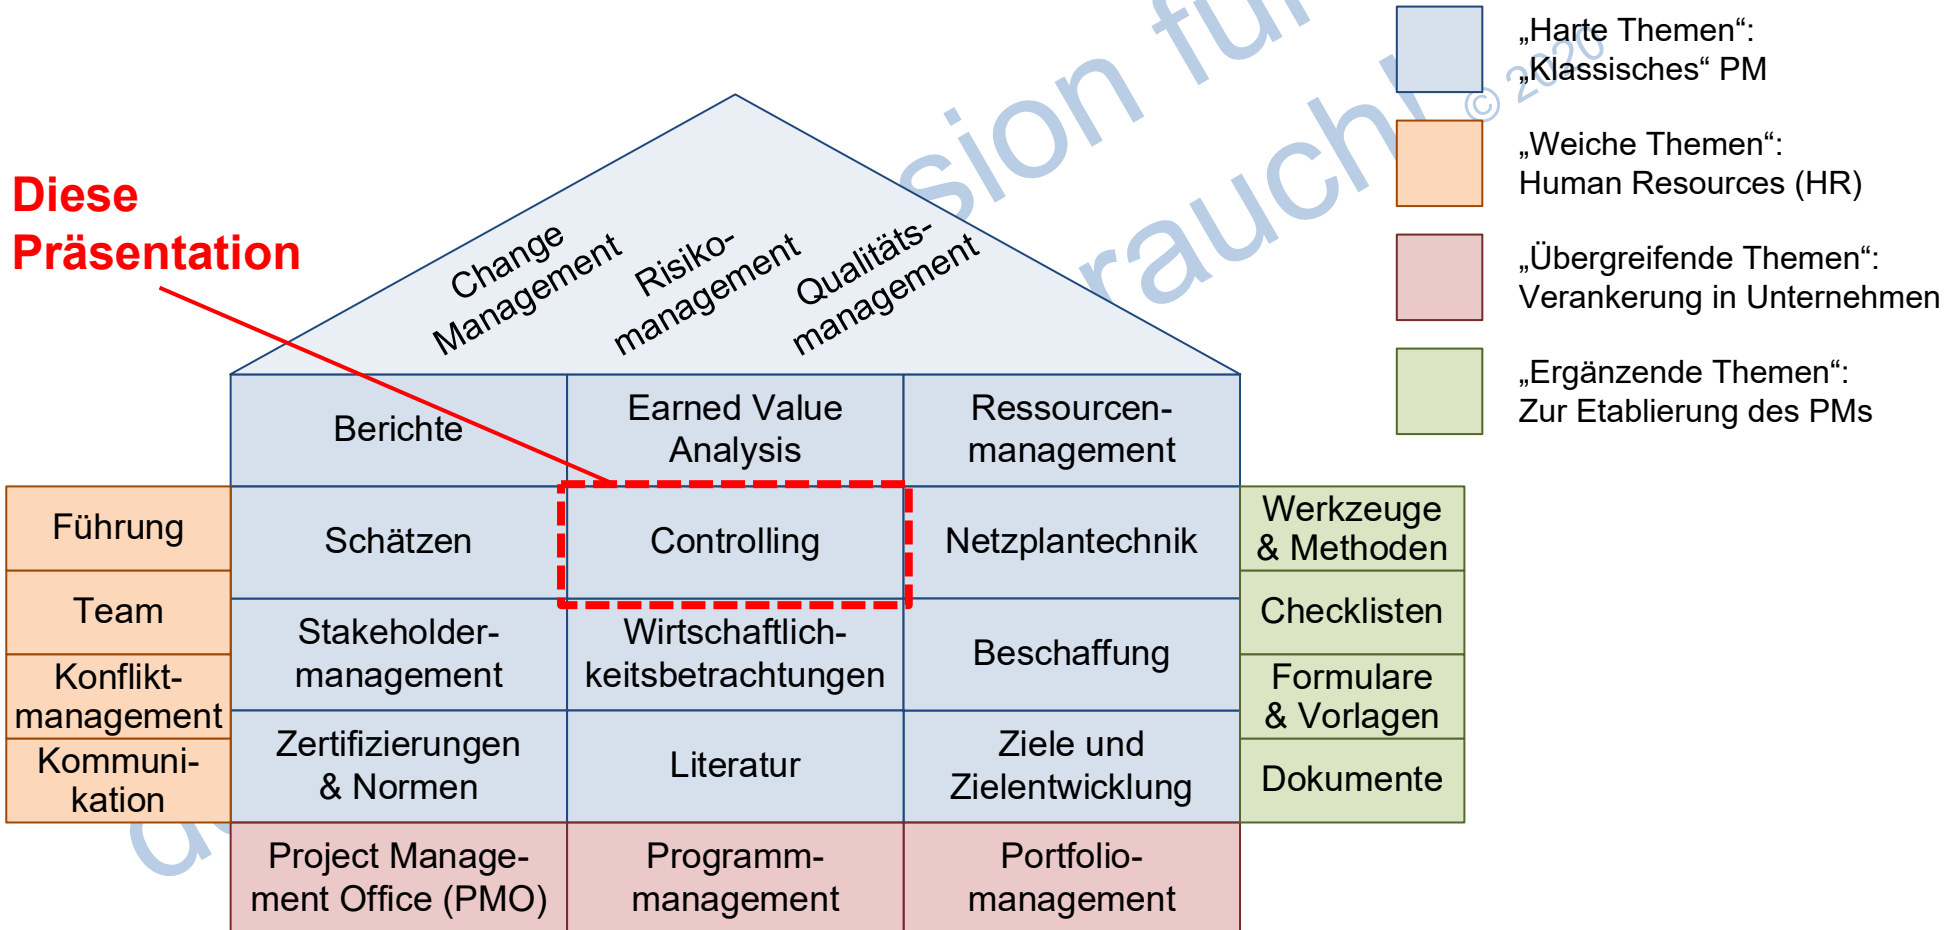 „Harte Themen“:
„Klassisches“ PM
© 2020
„Weiche Themen“:
Human Resources (HR)
„Übergreifende Themen“:
Verankerung in Unternehmen
„Ergänzende Themen“:
Zur Etablierung des PMs
Diese
Präsentation
Change
Management
Risiko-
management
Qualitäts-
management
Berichte
Earned Value
Analysis
Ressourcen-
management
Führung
Team
Konflikt-
management
Kommuni-
kation
Schätzen
Controlling
Netzplantechnik
Stakeholder-
management
Wirtschaftlich-
keitsbetrachtungen
Beschaffung
Zertifizierungen
& Normen
Literatur
Ziele und
Zielentwicklung
Werkzeuge
& Methoden
Checklisten
Formulare
& Vorlagen
Dokumente
Project Manage-
ment Office (PMO)
Programm-
management
Portfolio-
management